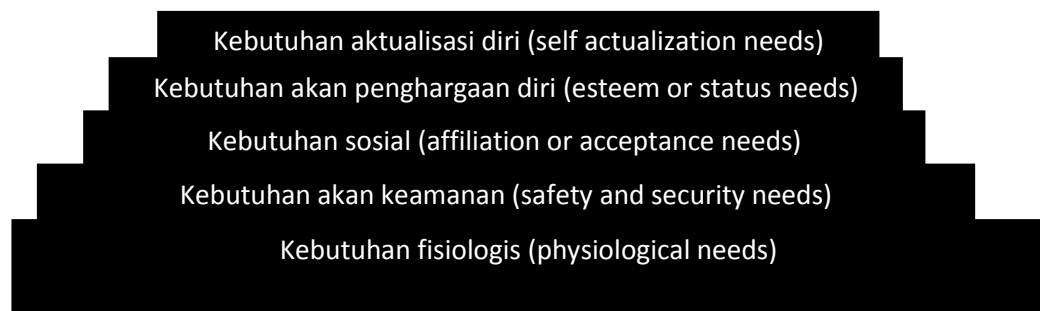 Kebutuhan aktualisasi diri (self actualization needs)
Kebutuhan akan penghargaan diri (esteem or status needs)
Kebutuhan sosial (affiliation or acceptance needs)
Kebutuhan akan keamanan (safety and security needs)
Kebutuhan fisiologis (physiological needs)